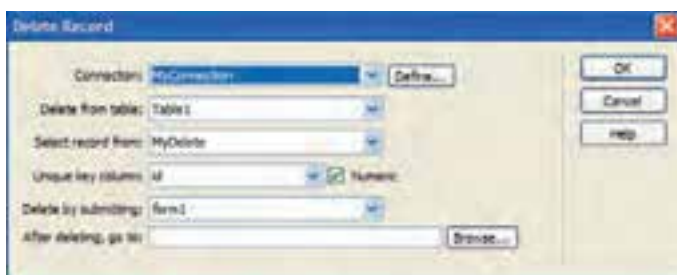 Delete Record
Connection: MyConnection Define... OK
Delete from table: Table1 Cancel
Select record from: MyDelete Help
Unique key column: id Numeric
Delete by submitting: form1
After deleting, go to: Browse...